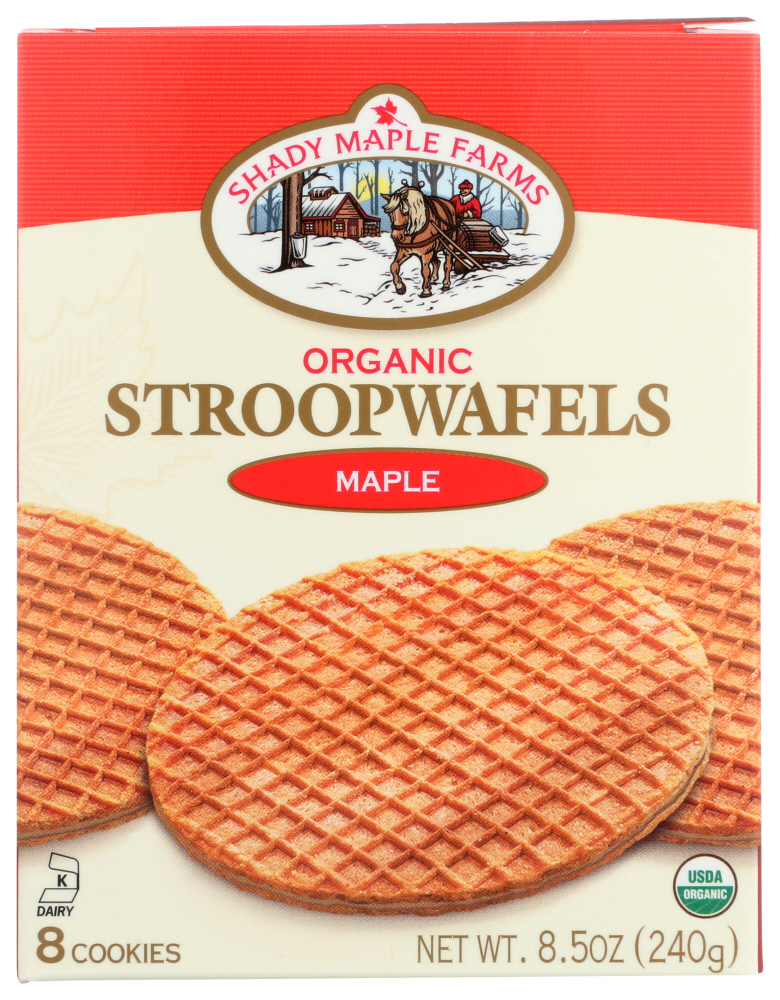 SHADY MAPLE FARMS
ORGANIC
STROOPWAFELS
MAPLE
K
DAIRY
USDA
ORGANIC
8 COOKIES
NET WT. 8.5OZ (240g)